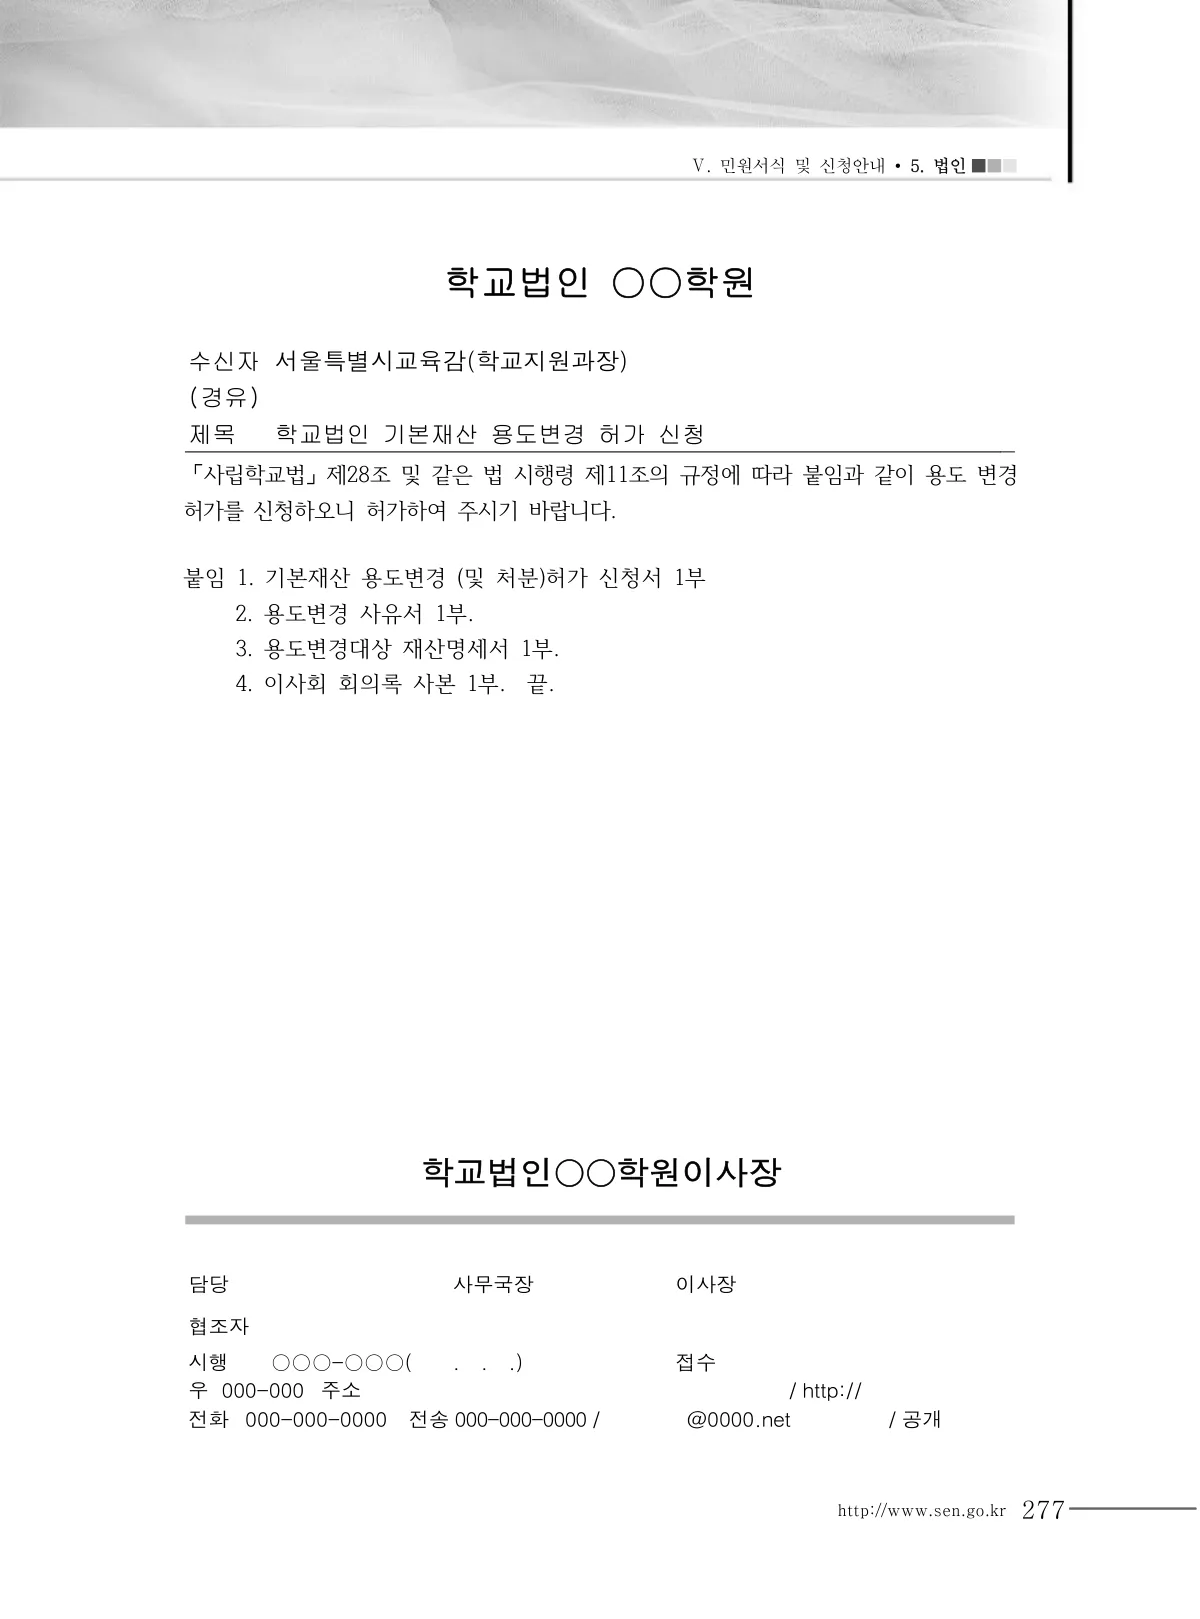 V. 민원서식 및 신청안내 • 5. 법인
학교법인 ○○학원
수신자 서울특별시교육감(학교지원과장)
(경유)
제목 학교법인 기본재산 용도변경 허가 신청
「사립학교법」제28조 및 같은 법 시행령 제11조의 규정에 따라 붙임과 같이 용도 변경
허가를 신청하오니 허가하여 주시기 바랍니다.
붙임 1. 기본재산 용도변경 (및 처분)허가 신청서 1부
2. 용도변경 사유서 1부.
3. 용도변경대상 재산명세서 1부.
4. 이사회 회의록 사본 1부. 끝.
학교법인○○학원이사장
담당 사무국장 이사장
협조자
시행 ○○○-○○○( . . .) 접수
우 000-000 주소 / http://
전화 000-000-0000 전송 000-000-0000 / @0000.net / 공개
http://www.sen.go.kr 277